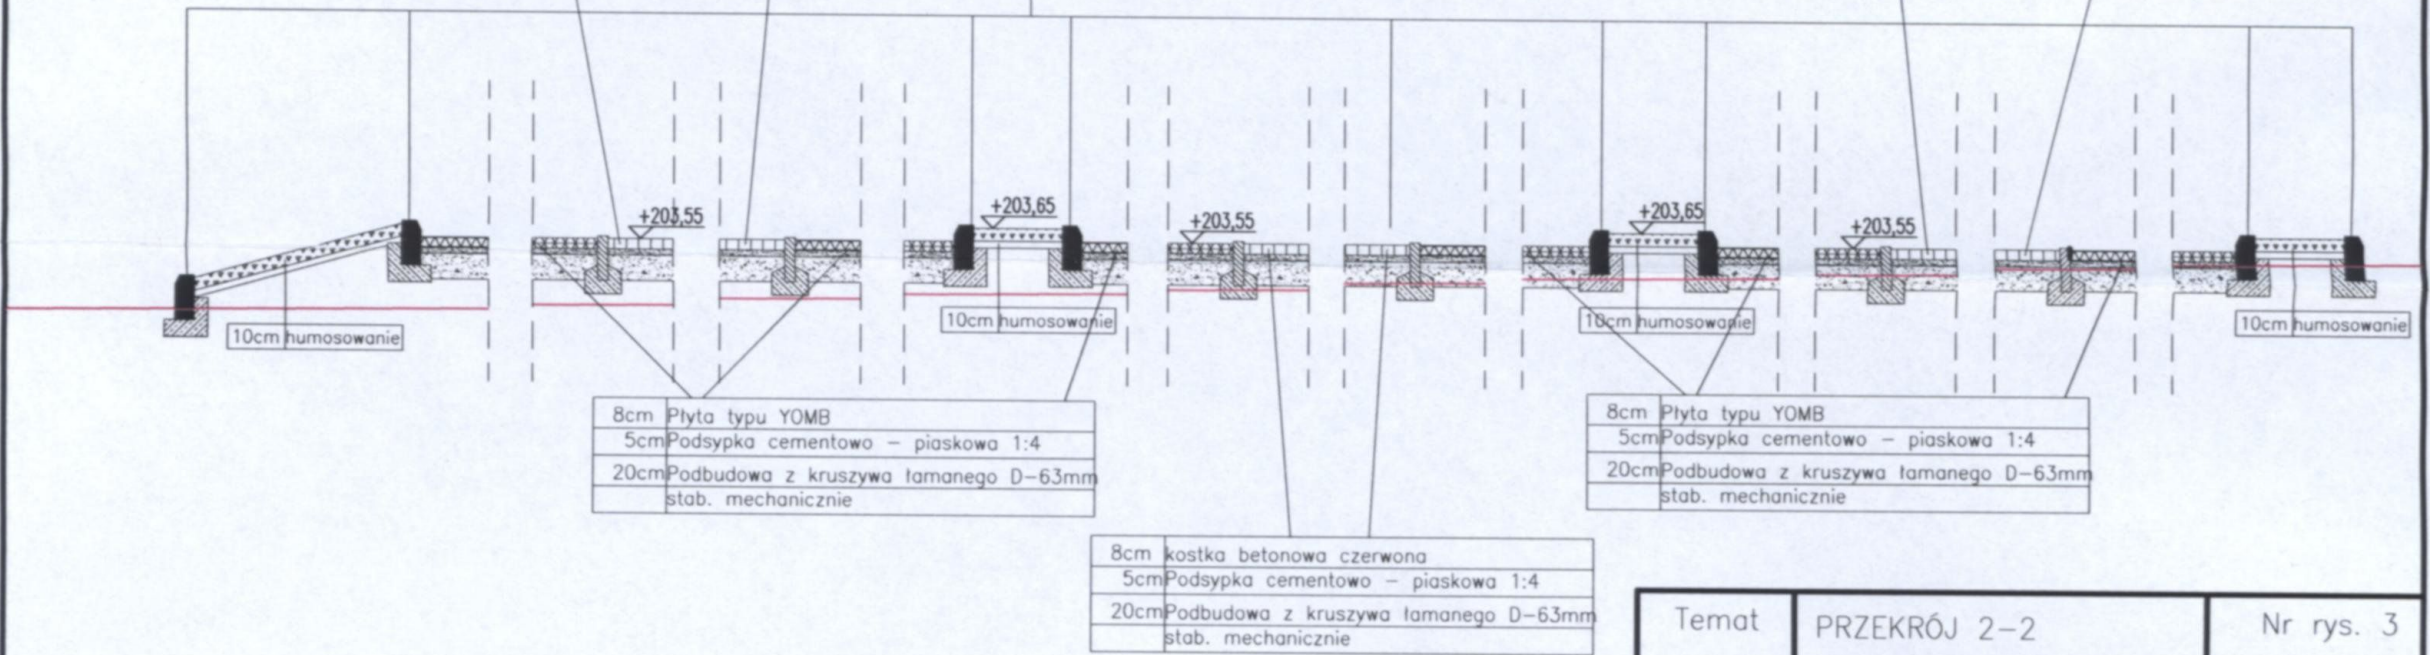 +203,55
+203,65
+203,55
+203,65
+203,55
10cm humosowanie
10cm humosowanie
10cm humosowanie
10cm humosowanie
8cm Płyta typu YOMB
5cm Podsypka cementowo – piaskowa 1:4
20cm Podbudowa z kruszywa łamanego D-63mm
stab. mechanicznie
8cm Płyta typu YOMB
5cm Podsypka cementowo – piaskowa 1:4
20cm Podbudowa z kruszywa łamanego D-63mm
stab. mechanicznie
8cm kostka betonowa czerwona
5cm Podsypka cementowo – piaskowa 1:4
20cm Podbudowa z kruszywa łamanego D-63mm
stab. mechanicznie
Temat PRZEKRÓJ 2-2 Nr rys. 3